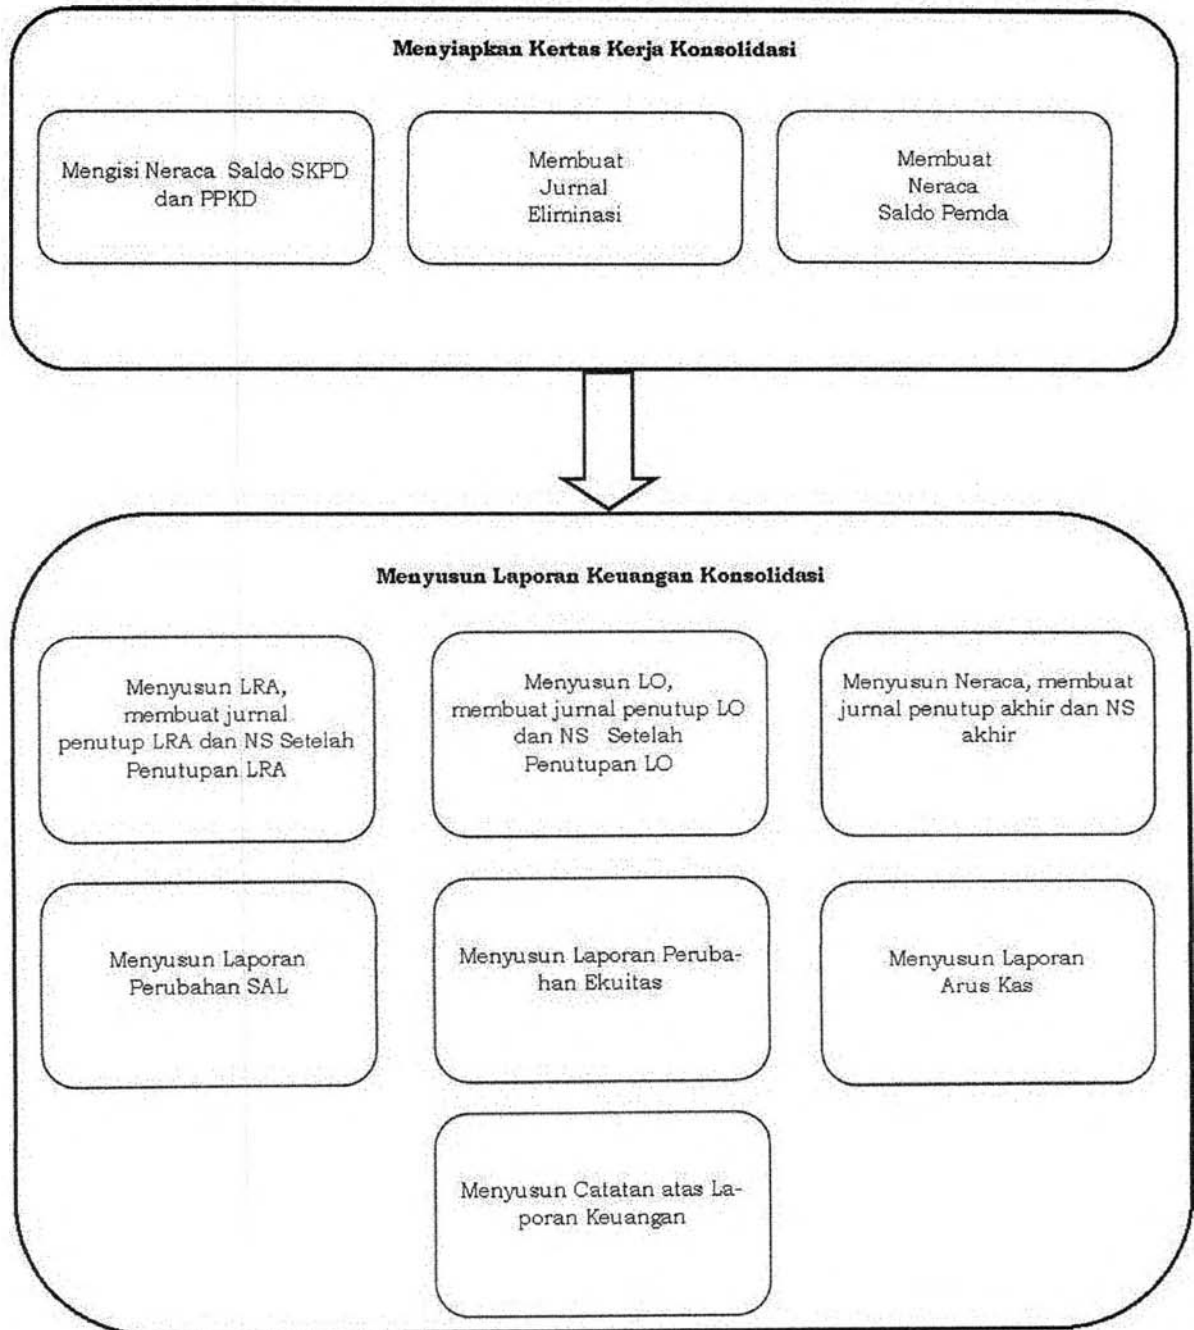 Menyiapkan Kertas Kerja Konsolidasi
Mengisi Neraca Saldo SKPD
dan PPKD
Membuat
Jurnal
Eliminasi
Membuat
Neraca
Saldo Pemda
Menyusun Laporan Keuangan Konsolidasi
Menyusun LRA,
membuat jurnal
penutup LRA dan NS Setelah
Penutupan LRA
Menyusun LO,
membuat jurnal penutup LO
dan NS Setelah
Penutupan LO
Menyusun Neraca, membuat
jurnal penutup akhir dan NS
akhir
Menyusun Laporan
Perubahan SAL
Menyusun Laporan Peruba-
han Ekuitas
Menyusun Laporan
Arus Kas
Menyusun Catatan atas La-
poran Keuangan